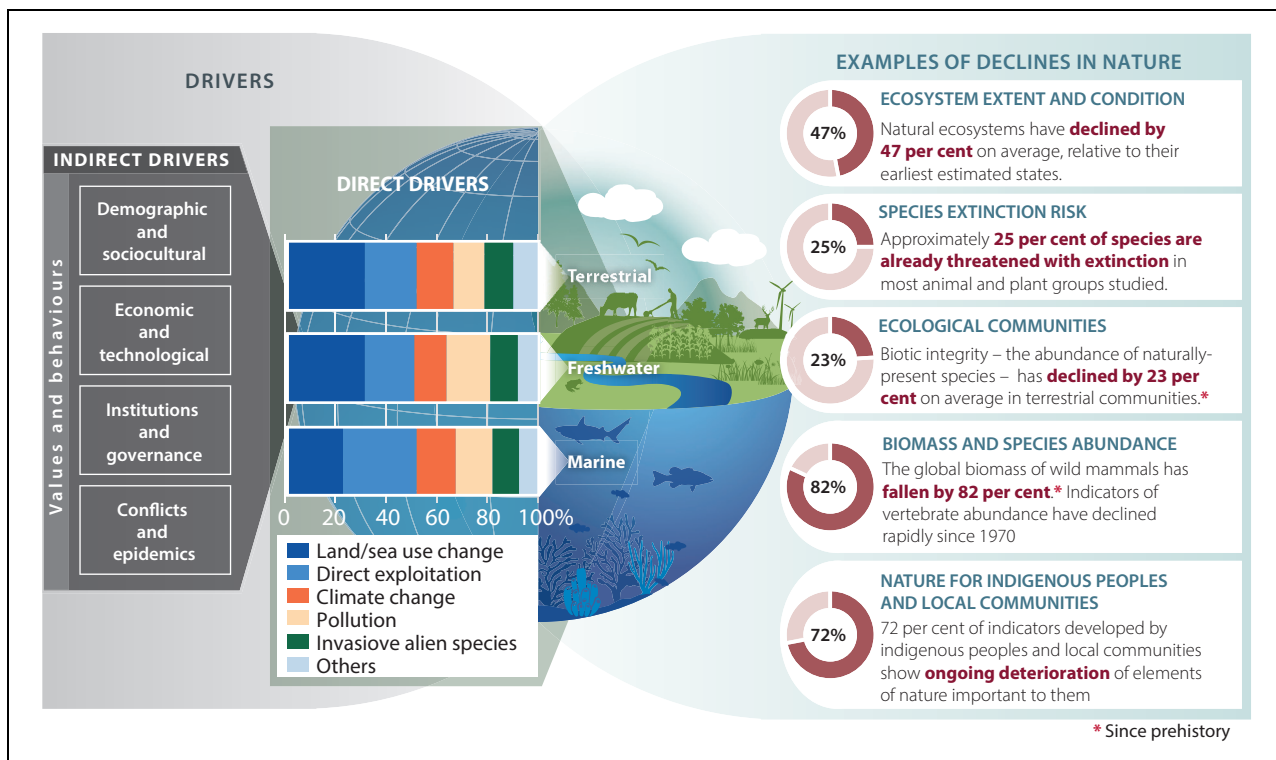 DRIVERS
INDIRECT DRIVERS
Values and behaviours
Demographic
and
sociocultural
Economic
and
technological
Institutions
and
governance
Conflicts
and
epidemics
DIRECT DRIVERS
Terrestrial
Freshwater
Marine
0 20 40 60 80 100%
Land/sea use change
Direct exploitation
Climate change
Pollution
Invasiove alien species
Others
EXAMPLES OF DECLINES IN NATURE
47%
ECOSYSTEM EXTENT AND CONDITION
Natural ecosystems have declined by
47 per cent on average, relative to their
earliest estimated states.
25%
SPECIES EXTINCTION RISK
Approximately 25 per cent of species are
already threatened with extinction in
most animal and plant groups studied.
23%
ECOLOGICAL COMMUNITIES
Biotic integrity – the abundance of naturally-
present species – has declined by 23 per
cent on average in terrestrial communities.*
82%
BIOMASS AND SPECIES ABUNDANCE
The global biomass of wild mammals has
fallen by 82 per cent.* Indicators of
vertebrate abundance have declined
rapidly since 1970
72%
NATURE FOR INDIGENOUS PEOPLES
AND LOCAL COMMUNITIES
72 per cent of indicators developed by
indigenous peoples and local communities
show ongoing deterioration of elements
of nature important to them
* Since prehistory